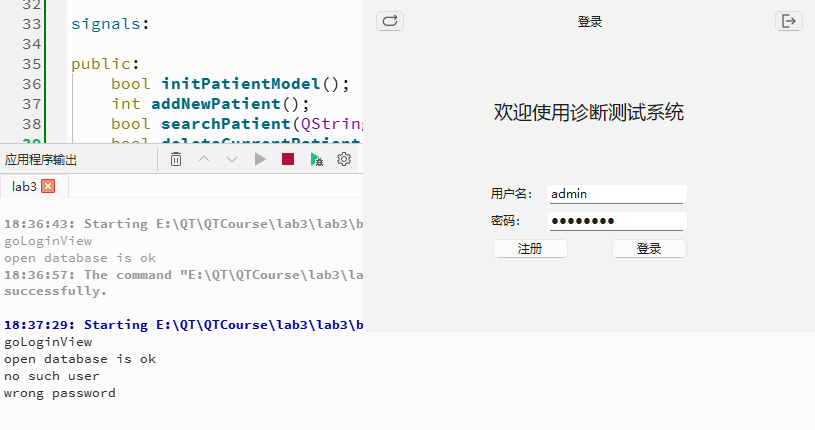 32
33 signals:
34
35 public:
36 bool initPatientModel();
37 int addNewPatient();
38 bool searchPatient(QString
bool deleteCurrentPatient
应用程序输出
lab3
18:36:43: Starting E:\QT\QTCourse\lab3\lab3\b
goLoginView
open database is ok
18:36:57: The command "E:\QT\QTCourse\lab3\la
successfully.
18:37:29: Starting E:\QT\QTCourse\lab3\lab3\b
goLoginView
open database is ok
no such user
wrong password
登录
欢迎使用诊断测试系统
用户名: admin
密码: ●●●●●●●●
注册 登录